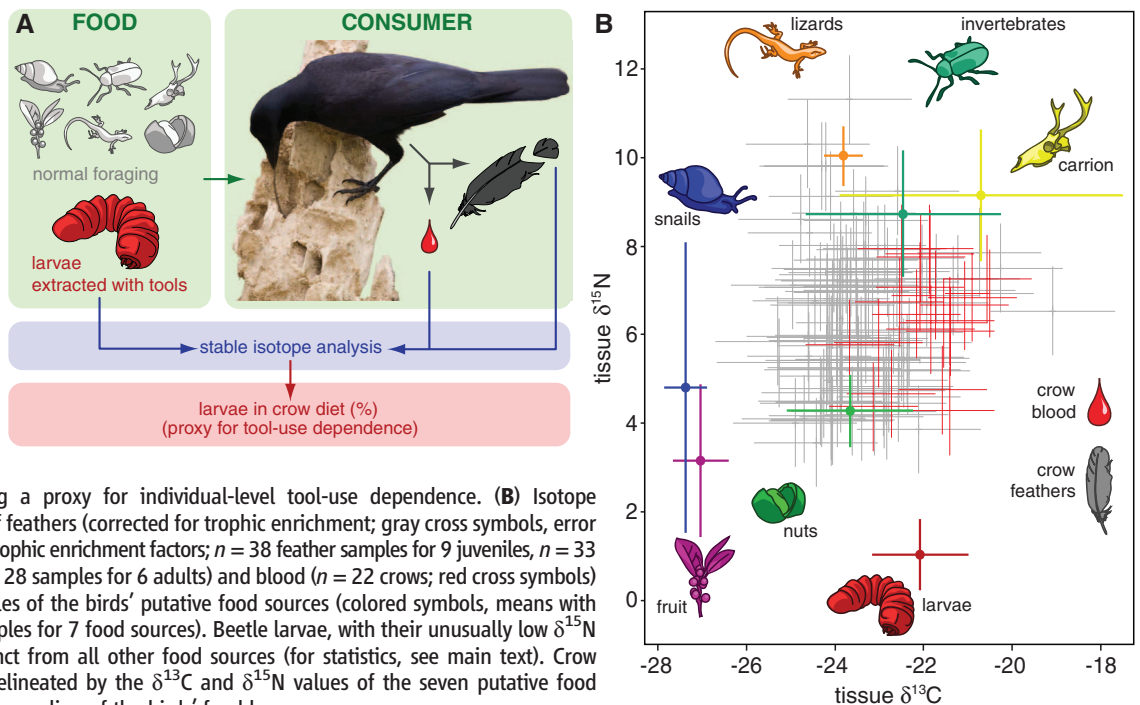 A
FOOD
CONSUMER
normal foraging
larvae
extracted with tools
stable isotope analysis
larvae in crow diet (%)
(proxy for tool-use dependence)
g a proxy for individual-level tool-use dependence. (B) Isotope
f feathers (corrected for trophic enrichment; gray cross symbols, error
rophic enrichment factors; n = 38 feather samples for 9 juveniles, n = 33
28 samples for 6 adults) and blood (n = 22 crows; red cross symbols)
les of the birds’ putative food sources (colored symbols, means with
ples for 7 food sources). Beetle larvae, with their unusually low δ15N
nct from all other food sources (for statistics, see main text). Crow
elineated by the δ13C and δ15N values of the seven putative food
B
lizards
invertebrates
carrion
snails
crow
blood
crow
feathers
nuts
fruit
larvae
tissue δ15N
12
10
8
6
4
2
0
-28
-26
-24
-22
-20
-18
tissue δ13C